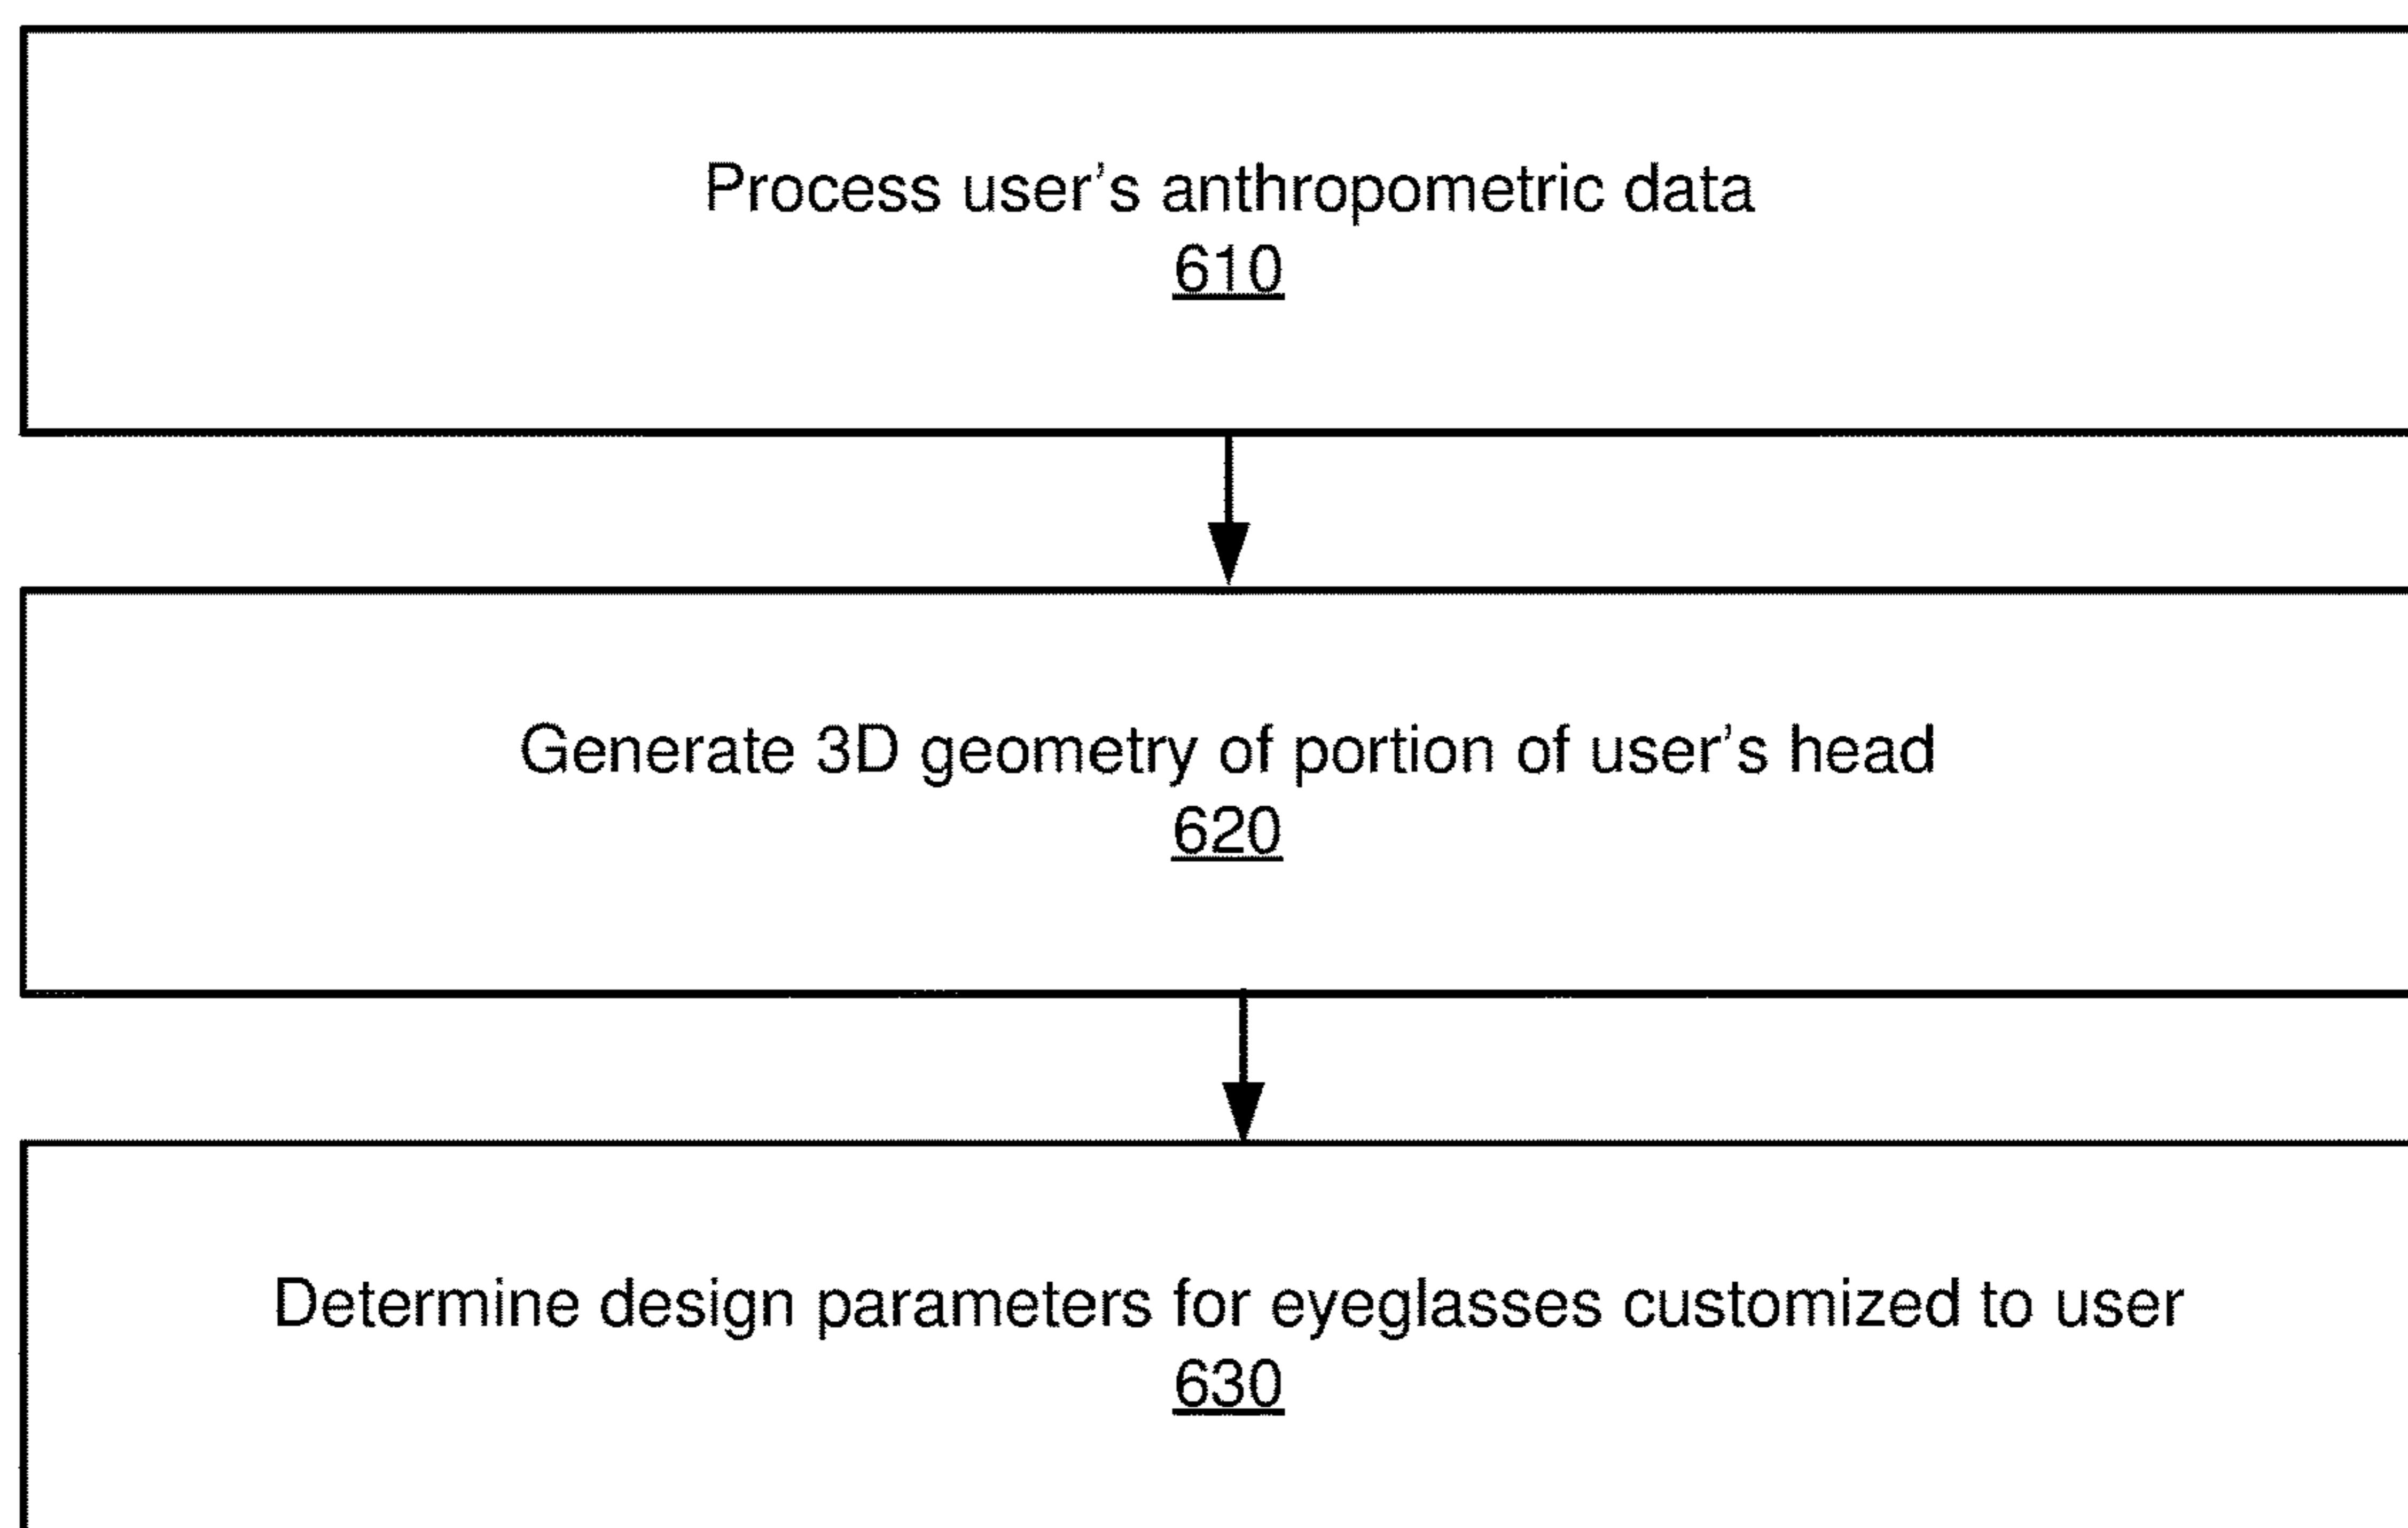 Process user’s anthropometric data
610
Generate 3D geometry of portion of user’s head
620
Determine design parameters for eyeglasses customized to user
630